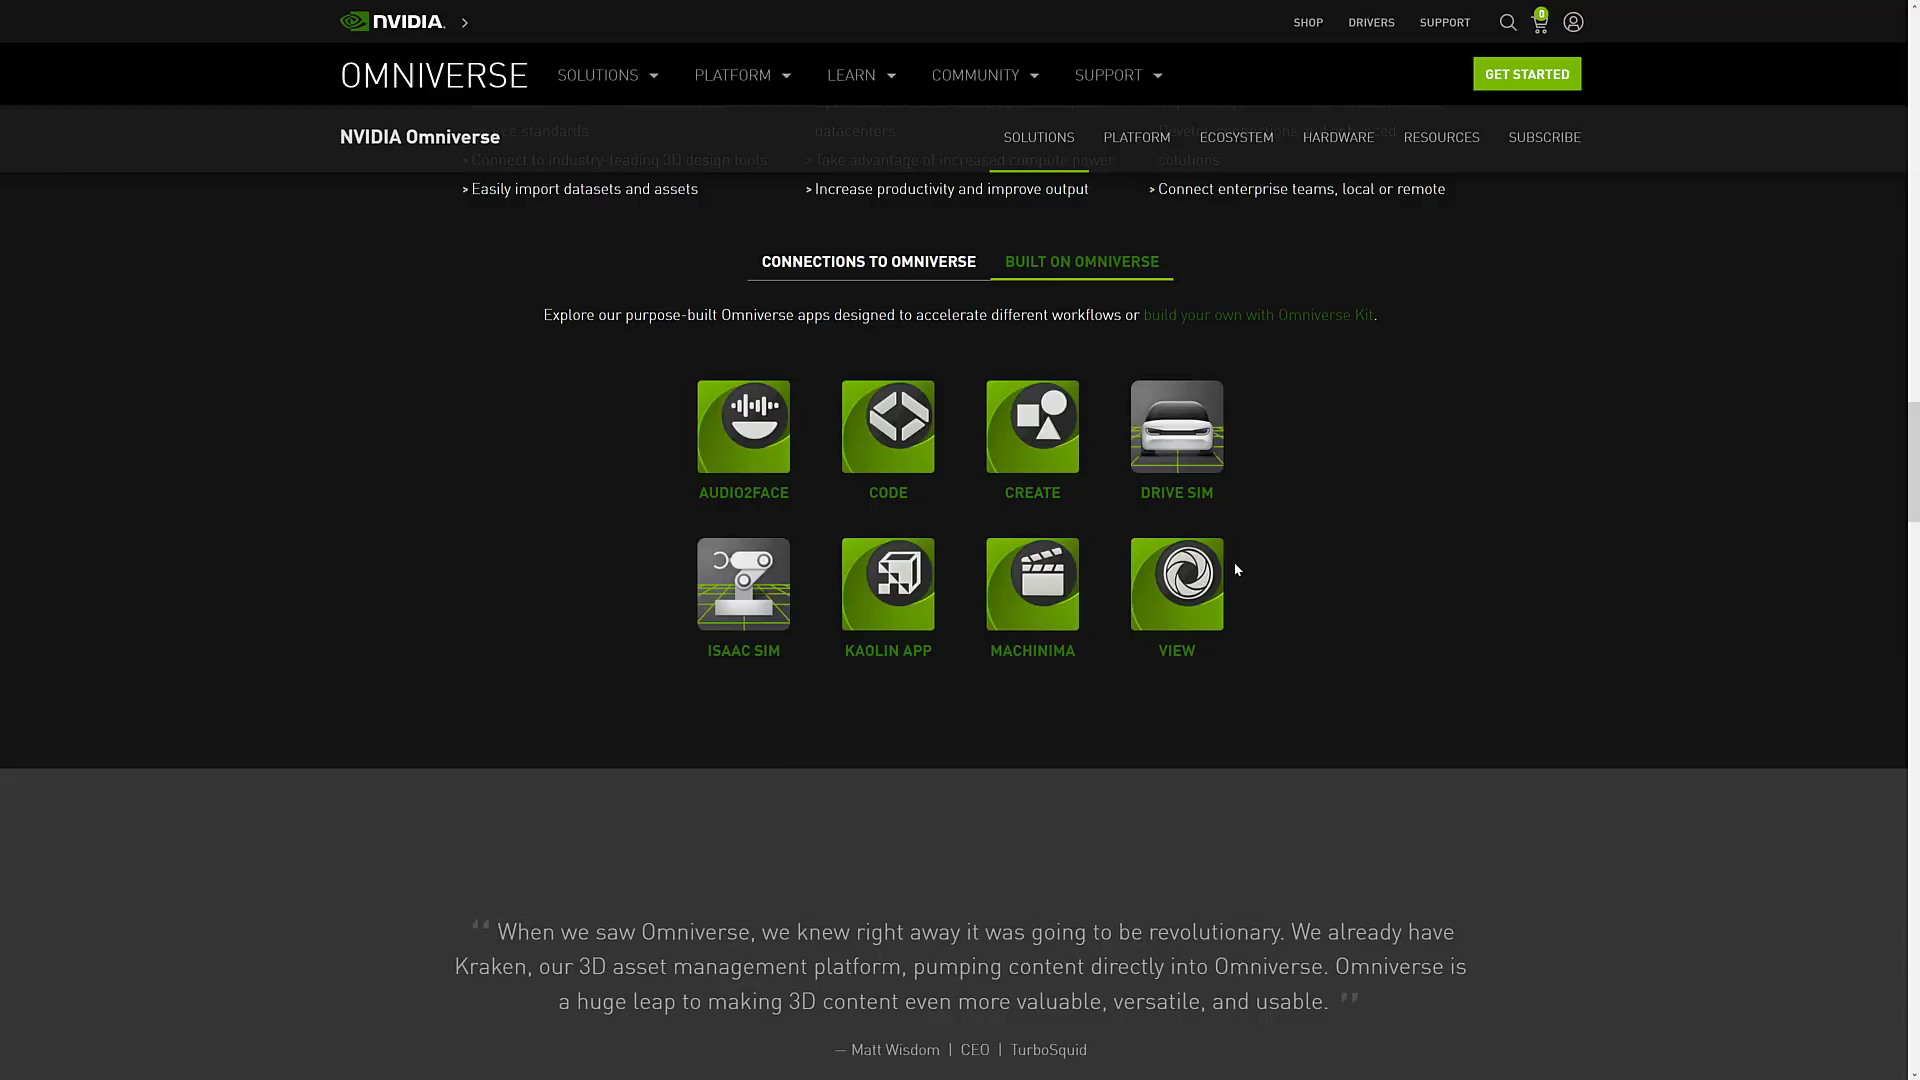 NVIDIA.
SHOP
DRIVERS
SUPPORT
0
OMNIVERSE
SOLUTIONS
PLATFORM
LEARN
COMMUNITY
SUPPORT
GET STARTED
NVIDIA Omniverse
SOLUTIONS
PLATFORM
ECOSYSTEM
HARDWARE
RESOURCES
SUBSCRIBE
standards
datacenters
> Connect to industry-leading 3D design tools
> Take advantage of increased compute power
solutions
> Easily import datasets and assets
> Increase productivity and improve output
> Connect enterprise teams, local or remote
CONNECTIONS TO OMNIVERSE
BUILT ON OMNIVERSE
Explore our purpose-built Omniverse apps designed to accelerate different workflows or build your own with Omniverse Kit.
AUDIO2FACE
CODE
CREATE
DRIVE SIM
ISAAC SIM
KAOLIN APP
MACHINIMA
VIEW
“ When we saw Omniverse, we knew right away it was going to be revolutionary. We already have
Kraken, our 3D asset management platform, pumping content directly into Omniverse. Omniverse is
a huge leap to making 3D content even more valuable, versatile, and usable. ”
— Matt Wisdom | CEO | TurboSquid